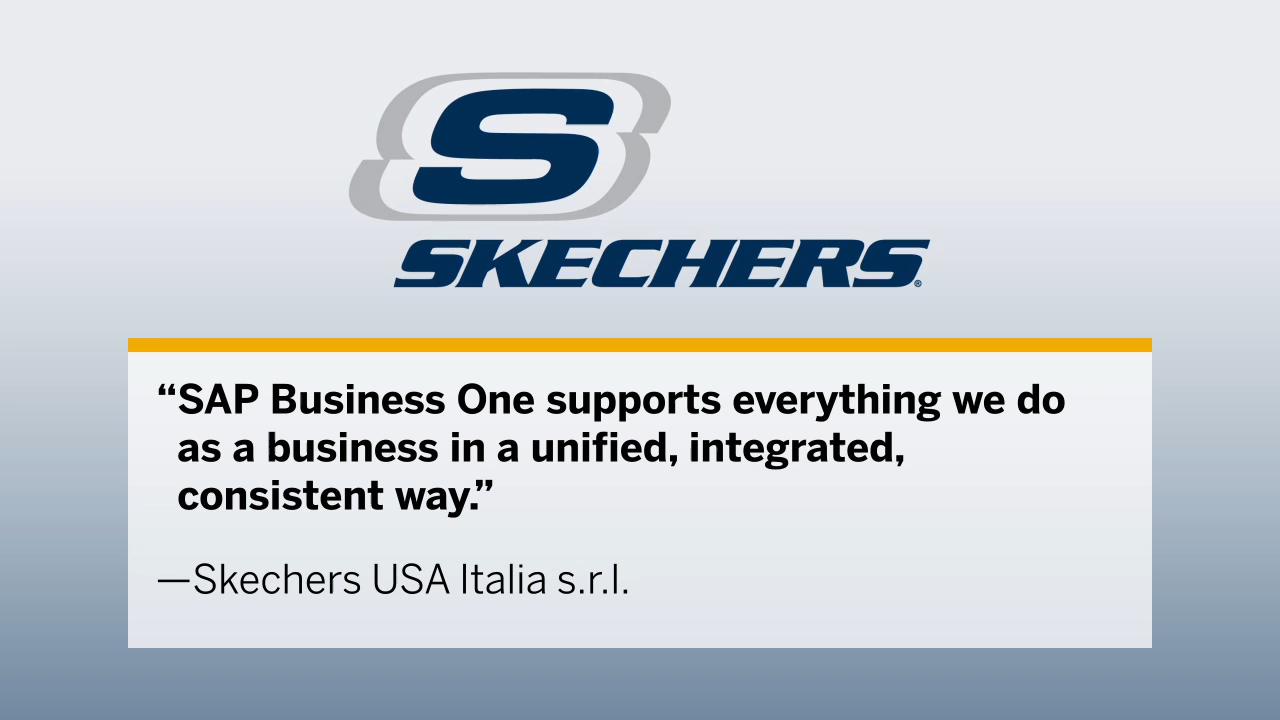 S
SKECHERS®
“SAP Business One supports everything we do
as a business in a unified, integrated,
consistent way.”
—Skechers USA Italia s.r.l.